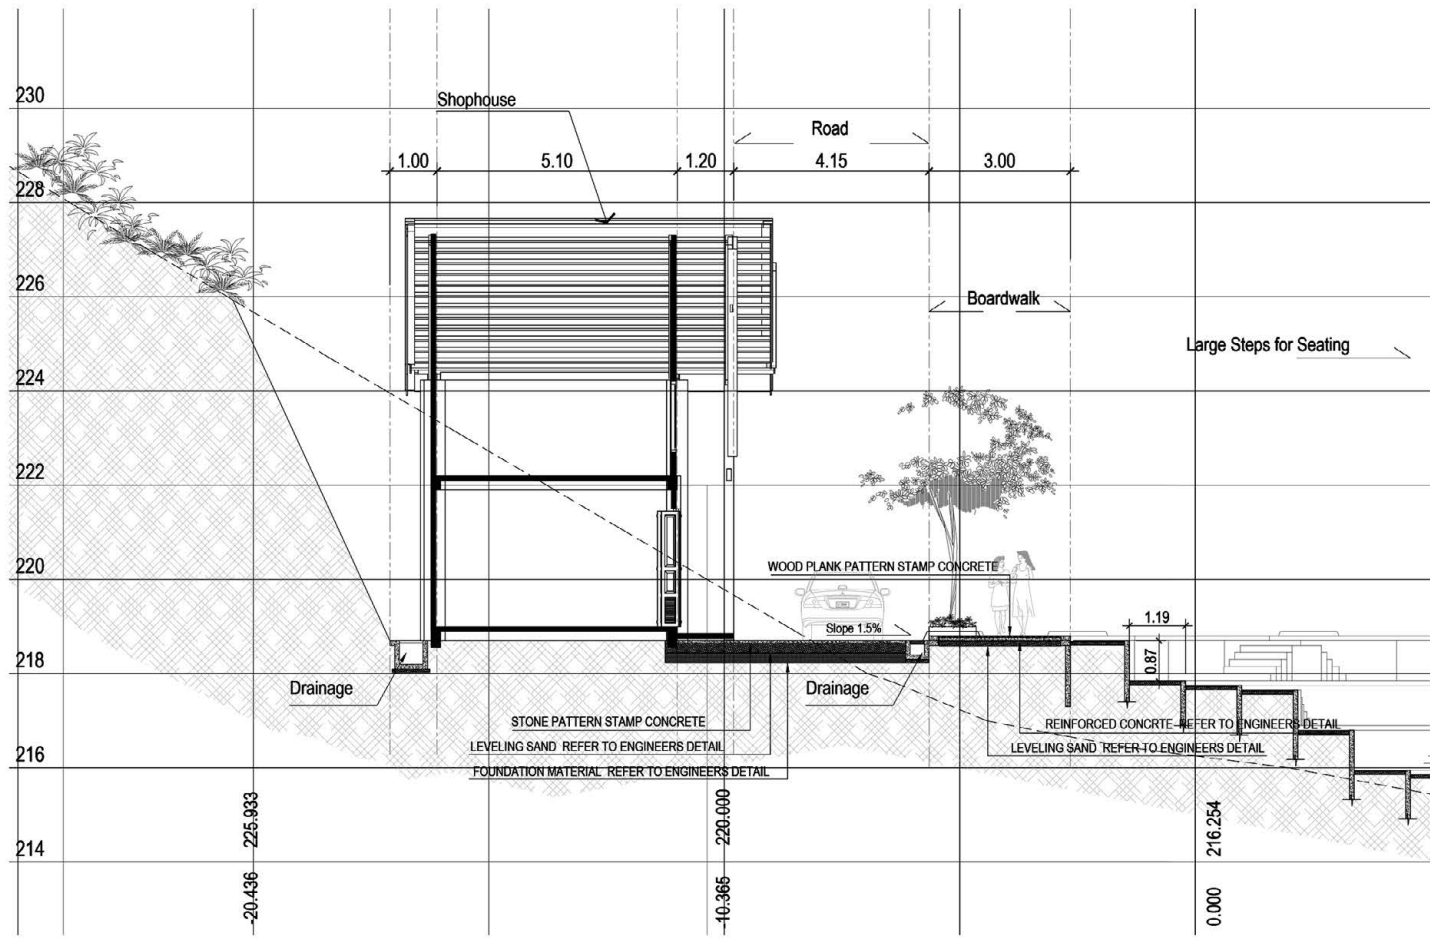 230
Shophouse
Road
1.00
5.10
1.20
4.15
3.00
228
226
Boardwalk
Large Steps for Seating
224
222
220
WOOD PLANK PATTERN STAMP CONCRETE
Slope 1.5%
1.19
0.87
218
Drainage
Drainage
STONE PATTERN STAMP CONCRETE
REINFORCED CONCRTE REFER TO ENGINEERS DETAIL
LEVELING SAND REFER TO ENGINEERS DETAIL
LEVELING SAND REFER TO ENGINEERS DETAIL
FOUNDATION MATERIAL REFER TO ENGINEERS DETAIL
216
225.933
220.000
216.254
214
-20.436
-10.365
0.000